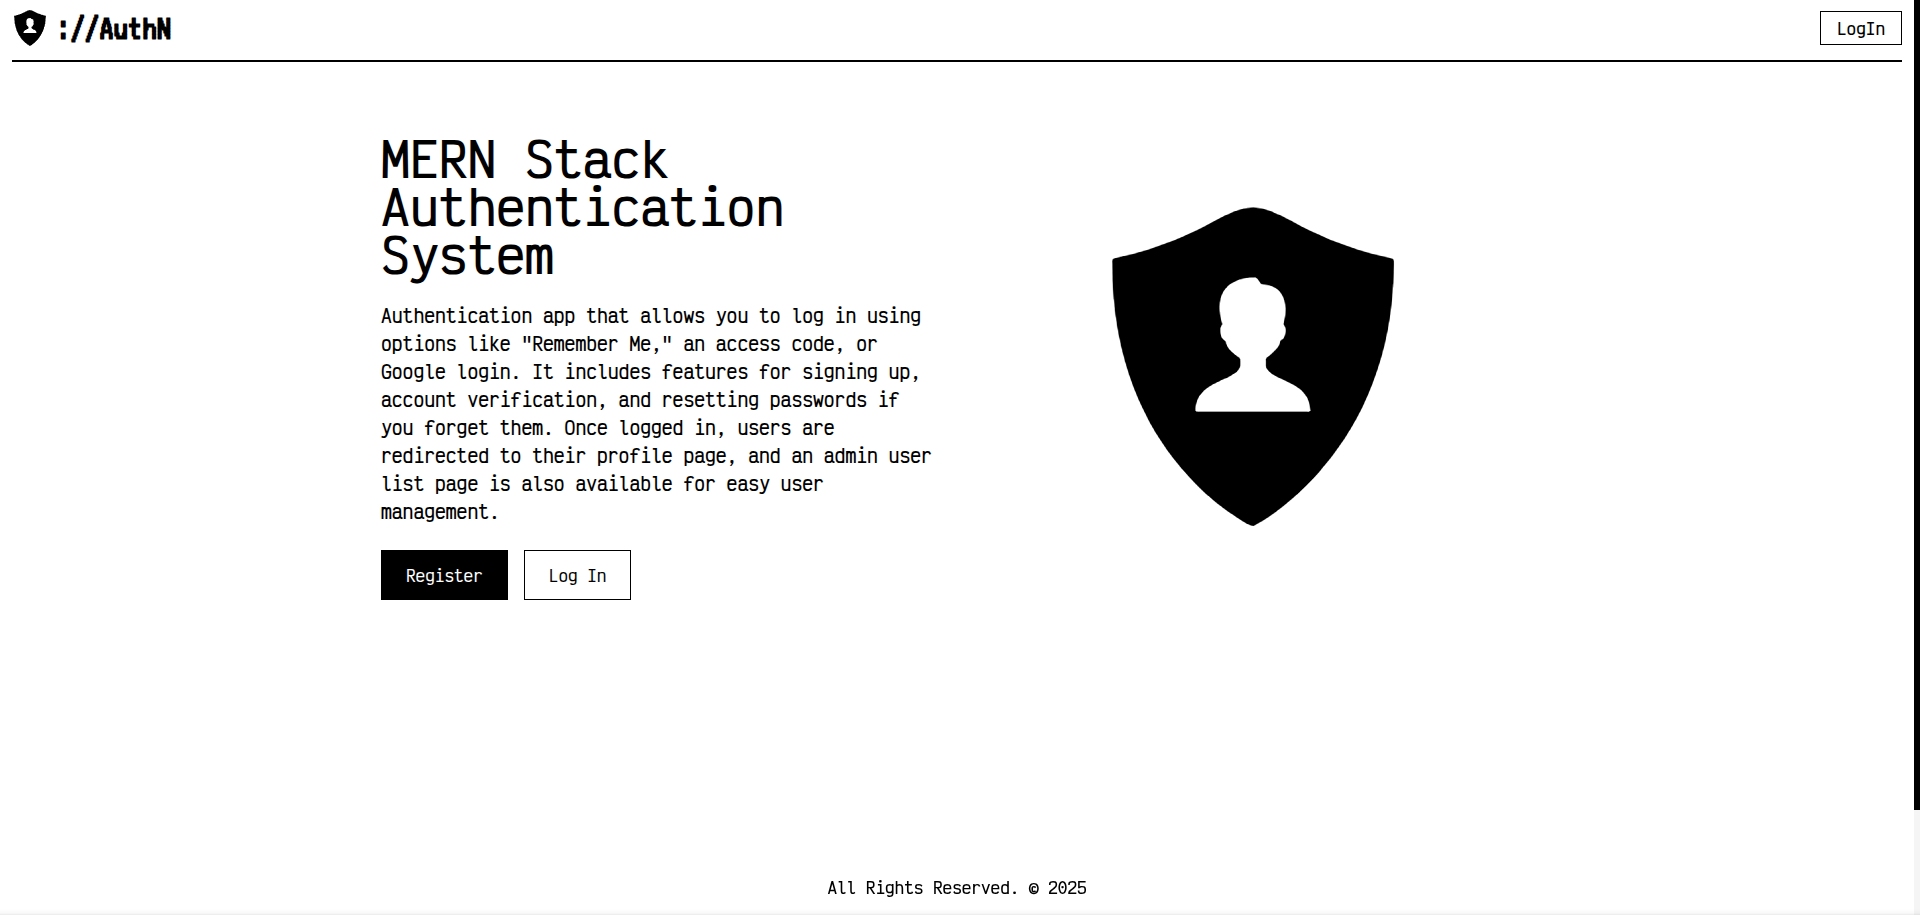 ://AuthN
LogIn
MERN Stack
Authentication
System
Authentication app that allows you to log in using
options like "Remember Me," an access code, or
Google login. It includes features for signing up,
account verification, and resetting passwords if
you forget them. Once logged in, users are
redirected to their profile page, and an admin user
list page is also available for easy user
management.
Register
Log In
All Rights Reserved. © 2025